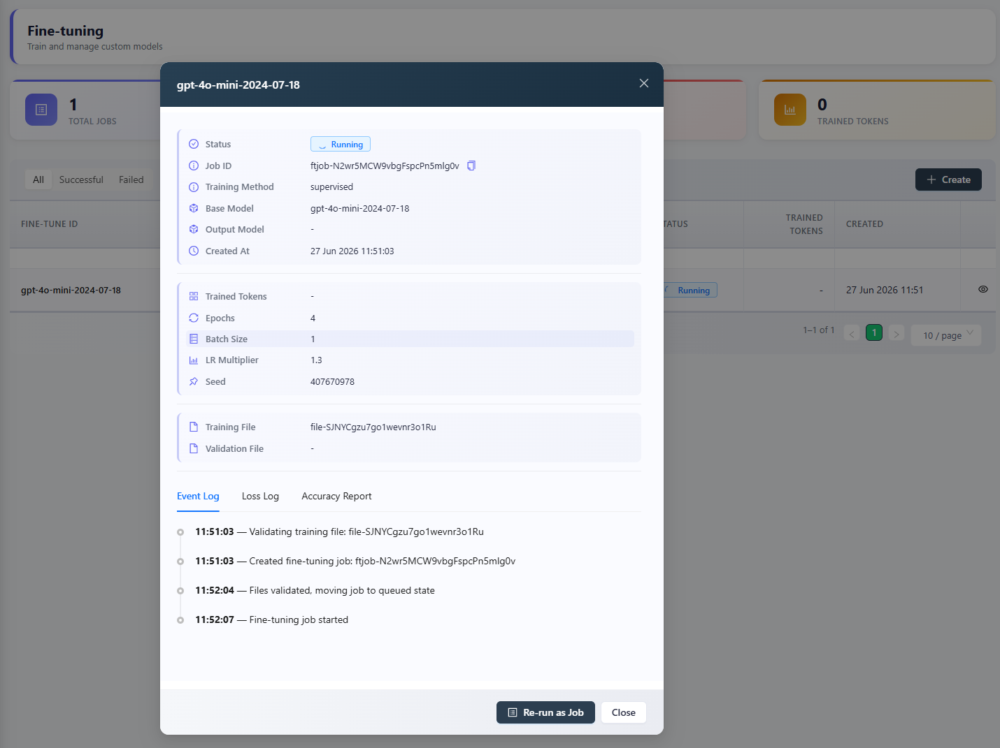 Fine-tuning
Train and manage custom models
1
TOTAL JOBS
0
TRAINED TOKENS
All Successful Failed
Create
FINE-TUNE ID
TATUS
TRAINED
TOKENS
CREATED
gpt-4o-mini-2024-07-18
Running
-
27 Jun 2026 11:51
1–1 of 1
1
10 / page
gpt-4o-mini-2024-07-18
Status Running
Job ID ftjob-N2wr5MCW9vbgFspcPn5mlg0v
Training Method supervised
Base Model gpt-4o-mini-2024-07-18
Output Model -
Created At 27 Jun 2026 11:51:03
Trained Tokens -
Epochs 4
Batch Size 1
LR Multiplier 1.3
Seed 407670978
Training File file-SJNYCgzu7go1wevnr3o1Ru
Validation File -
Event Log Loss Log Accuracy Report
11:51:03 — Validating training file: file-SJNYCgzu7go1wevnr3o1Ru
11:51:03 — Created fine-tuning job: ftjob-N2wr5MCW9vbgFspcPn5mlg0v
11:52:04 — Files validated, moving job to queued state
11:52:07 — Fine-tuning job started
Re-run as Job Close